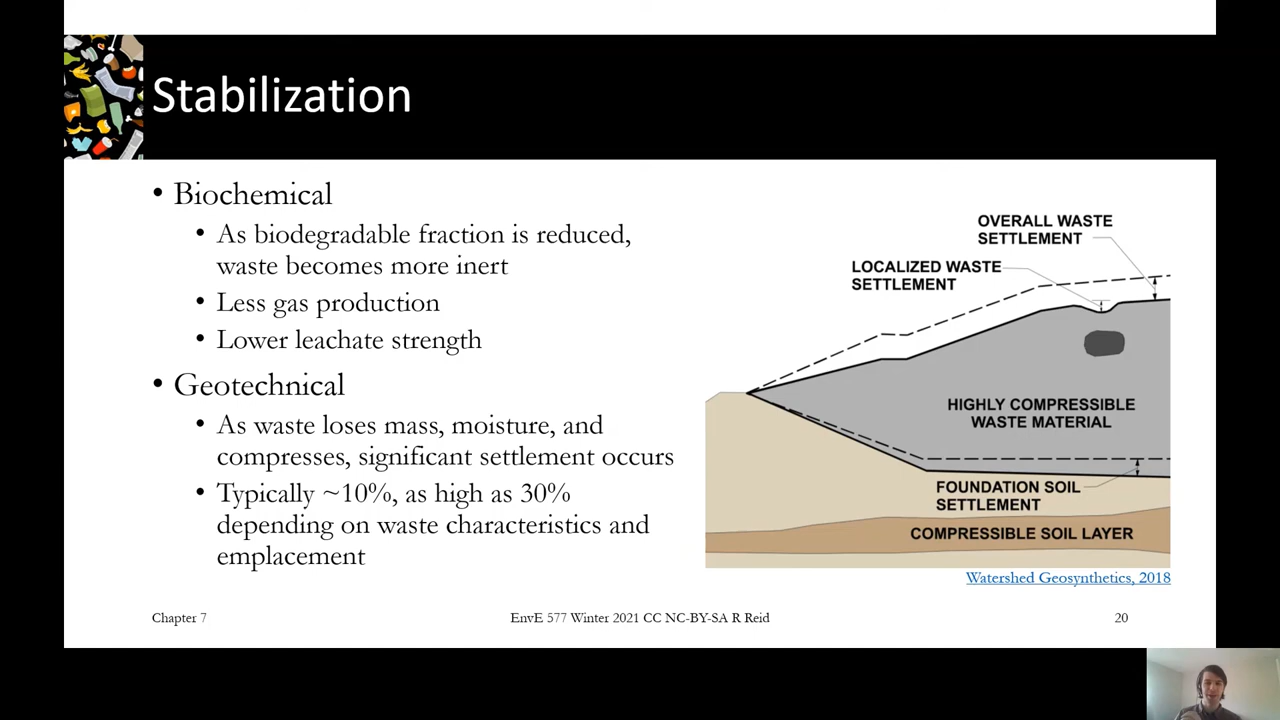 Stabilization
• Biochemical
• As biodegradable fraction is reduced,
waste becomes more inert
• Less gas production
• Lower leachate strength
• Geotechnical
• As waste loses mass, moisture, and
compresses, significant settlement occurs
• Typically ~10%, as high as 30%
depending on waste characteristics and
emplacement
OVERALL WASTE
SETTLEMENT
LOCALIZED WASTE
SETTLEMENT
HIGHLY COMPRESSIBLE
WASTE MATERIAL
FOUNDATION SOIL
SETTLEMENT
COMPRESSIBLE SOIL LAYER
Watershed Geosynthetics, 2018
Chapter 7
EnvE 577 Winter 2021 CC NC-BY-SA R Reid
20